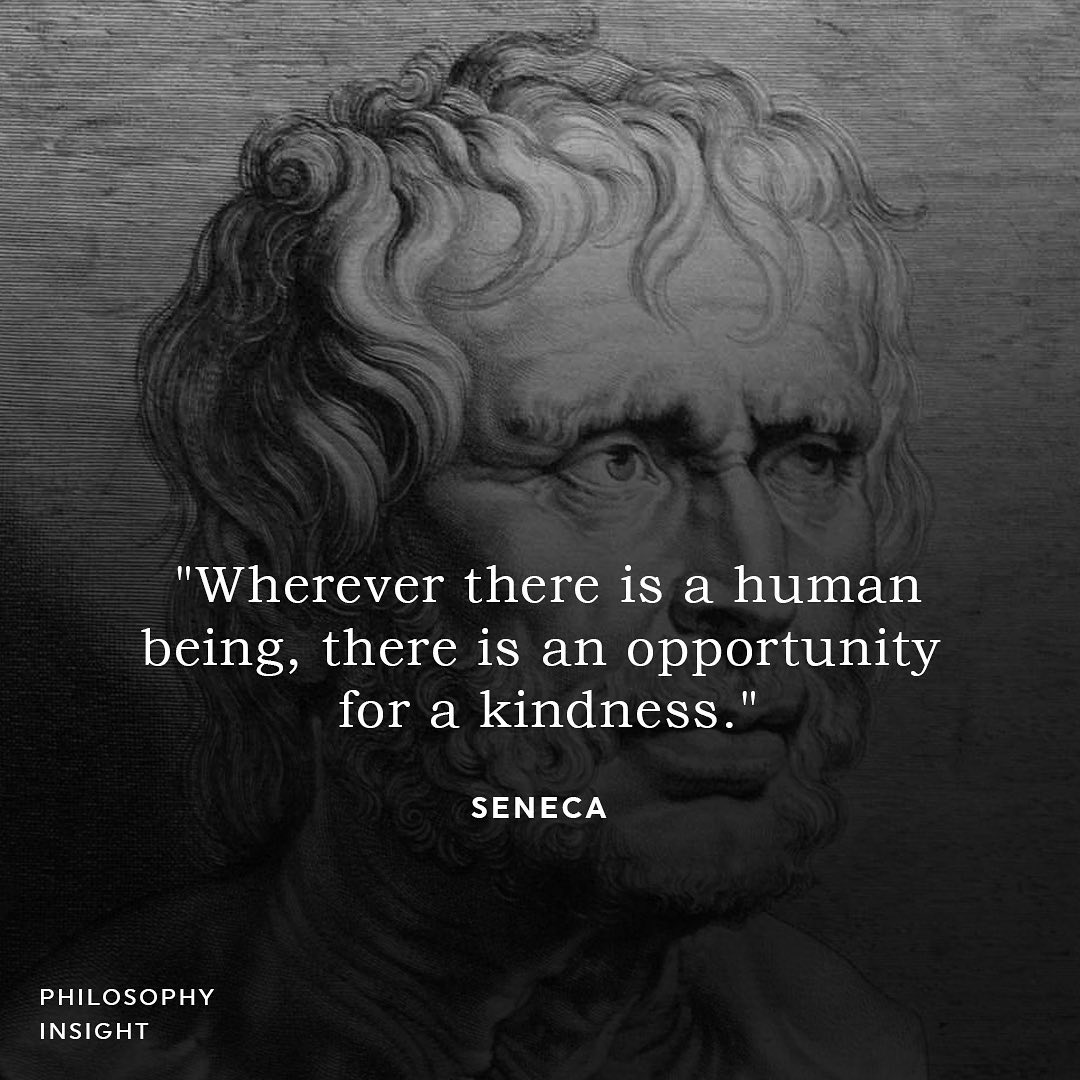 "Wherever there is a human
being, there is an opportunity
for a kindness."
SENECA
PHILOSOPHY
INSIGHT